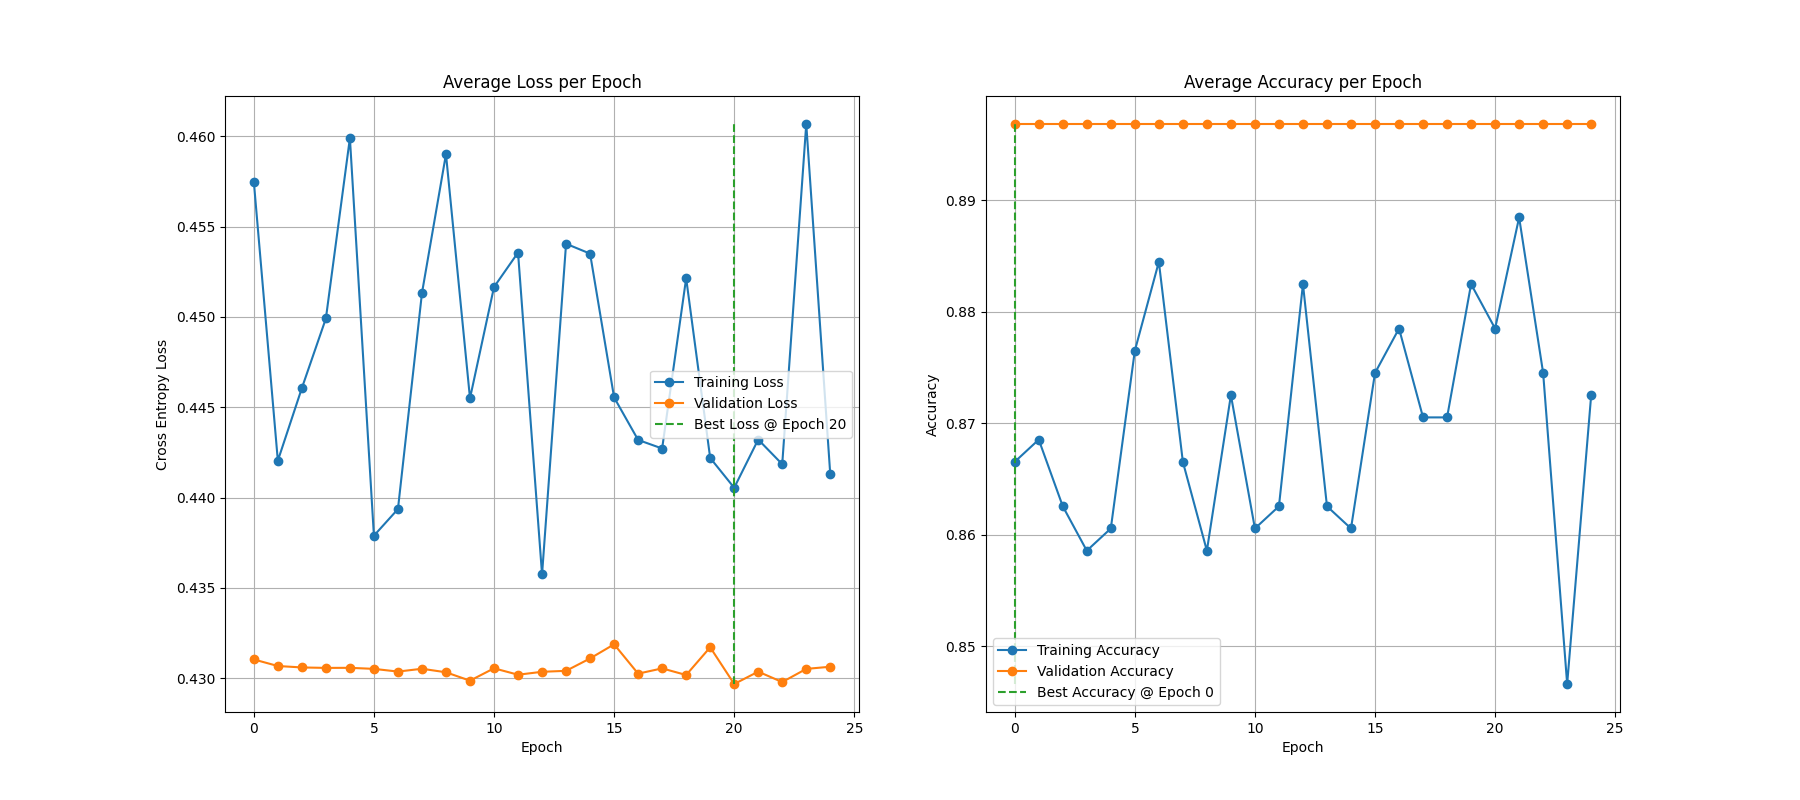 Average Loss per Epoch
0.460
0.455
0.450
0.445
0.440
0.435
0.430
Cross Entropy Loss
Training Loss
Validation Loss
Best Loss @ Epoch 20
0 5 10 15 20 25
Epoch
Average Accuracy per Epoch
0.89
0.88
0.87
0.86
0.85
Accuracy
Training Accuracy
Validation Accuracy
Best Accuracy @ Epoch 0
0 5 10 15 20 25
Epoch